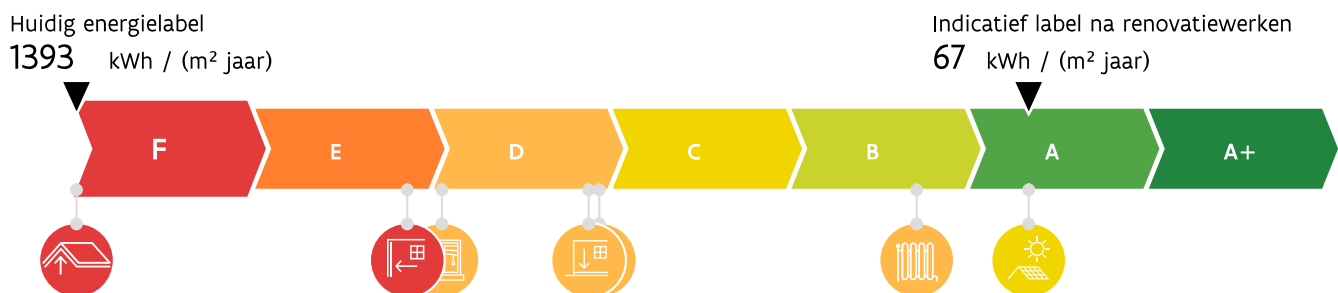 Huidig energielabel
1393 kWh / (m² jaar)
Indicatief label na renovatiewerken
67 kWh / (m² jaar)
F E D C B A A+